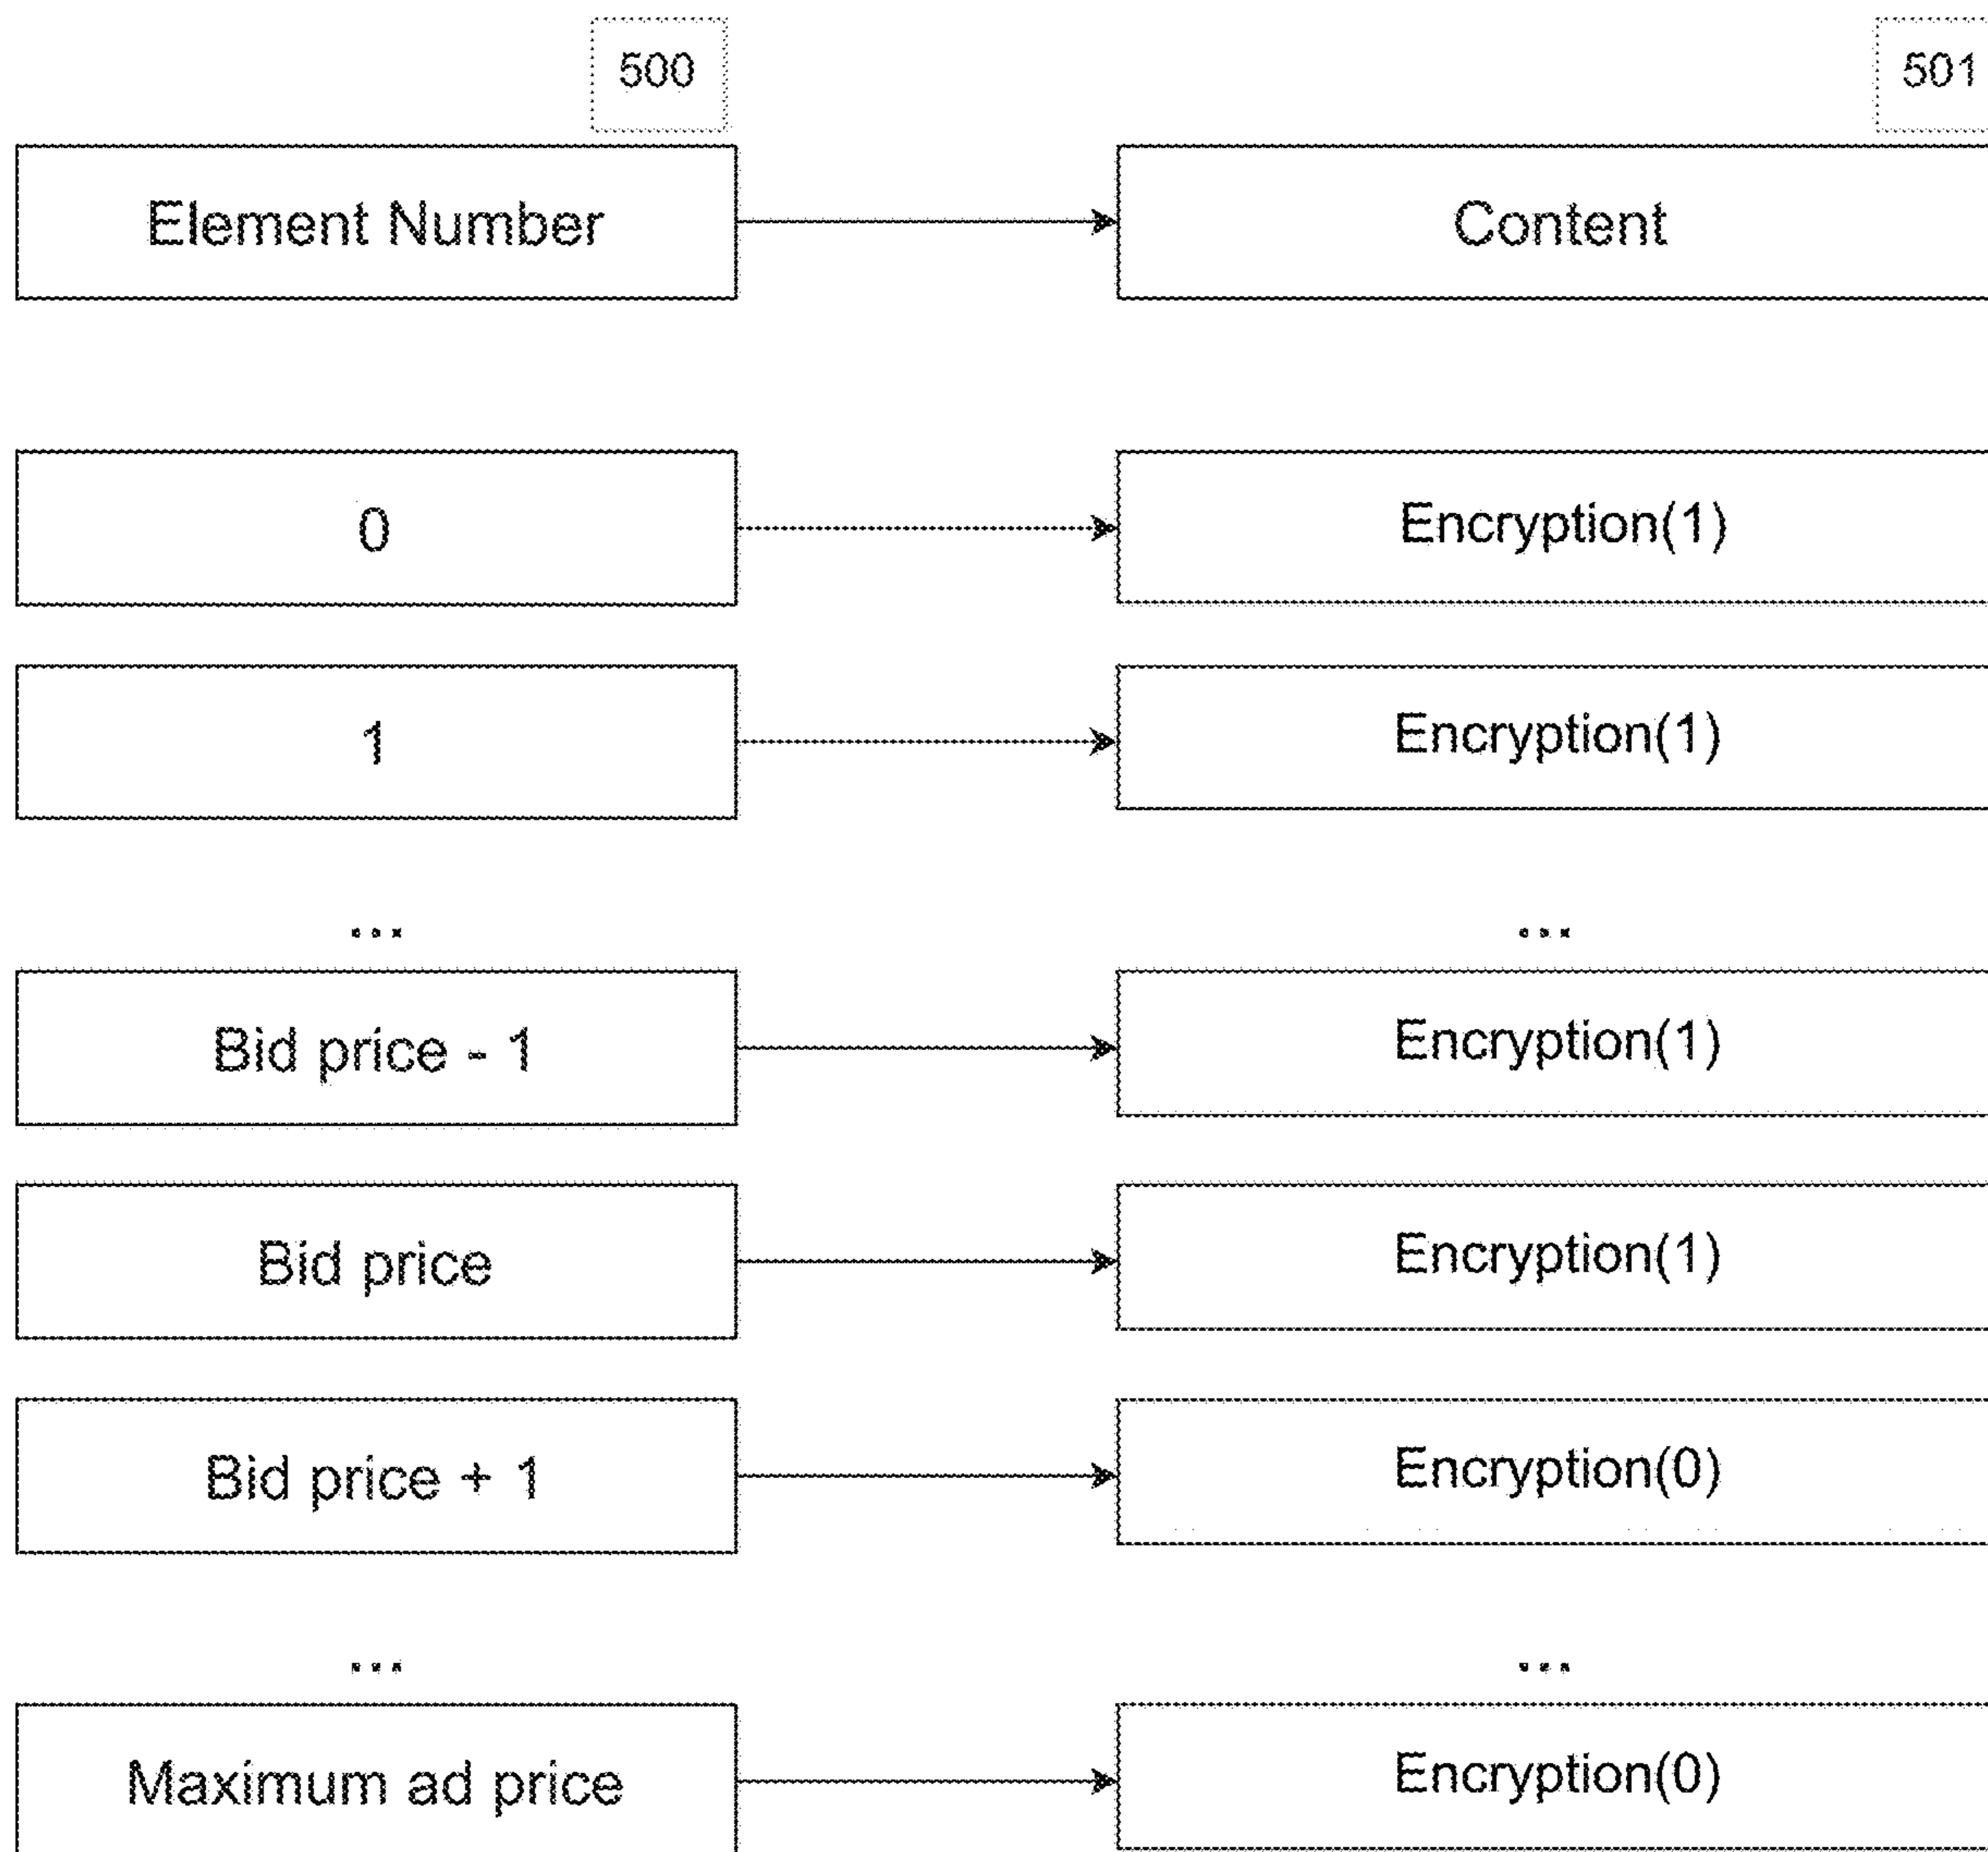 500 501
Element Number Content
0 Encryption(1)
1 Encryption(1)
... ...
Bid price - 1 Encryption(1)
Bid price Encryption(1)
Bid price + 1 Encryption(0)
... ...
Maximum ad price Encryption(0)